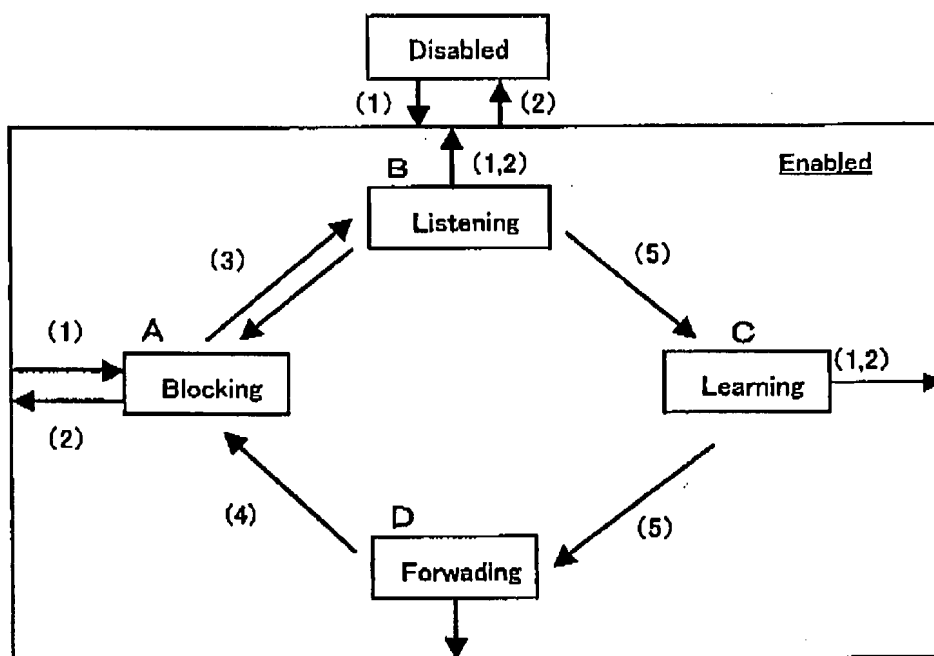 Disabled
(1)
(2)
Enabled
B
(1,2)
Listening
(3)
(5)
(1)
A
C
Blocking
Learning
(1,2)
(2)
(4)
D
(5)
Forwading